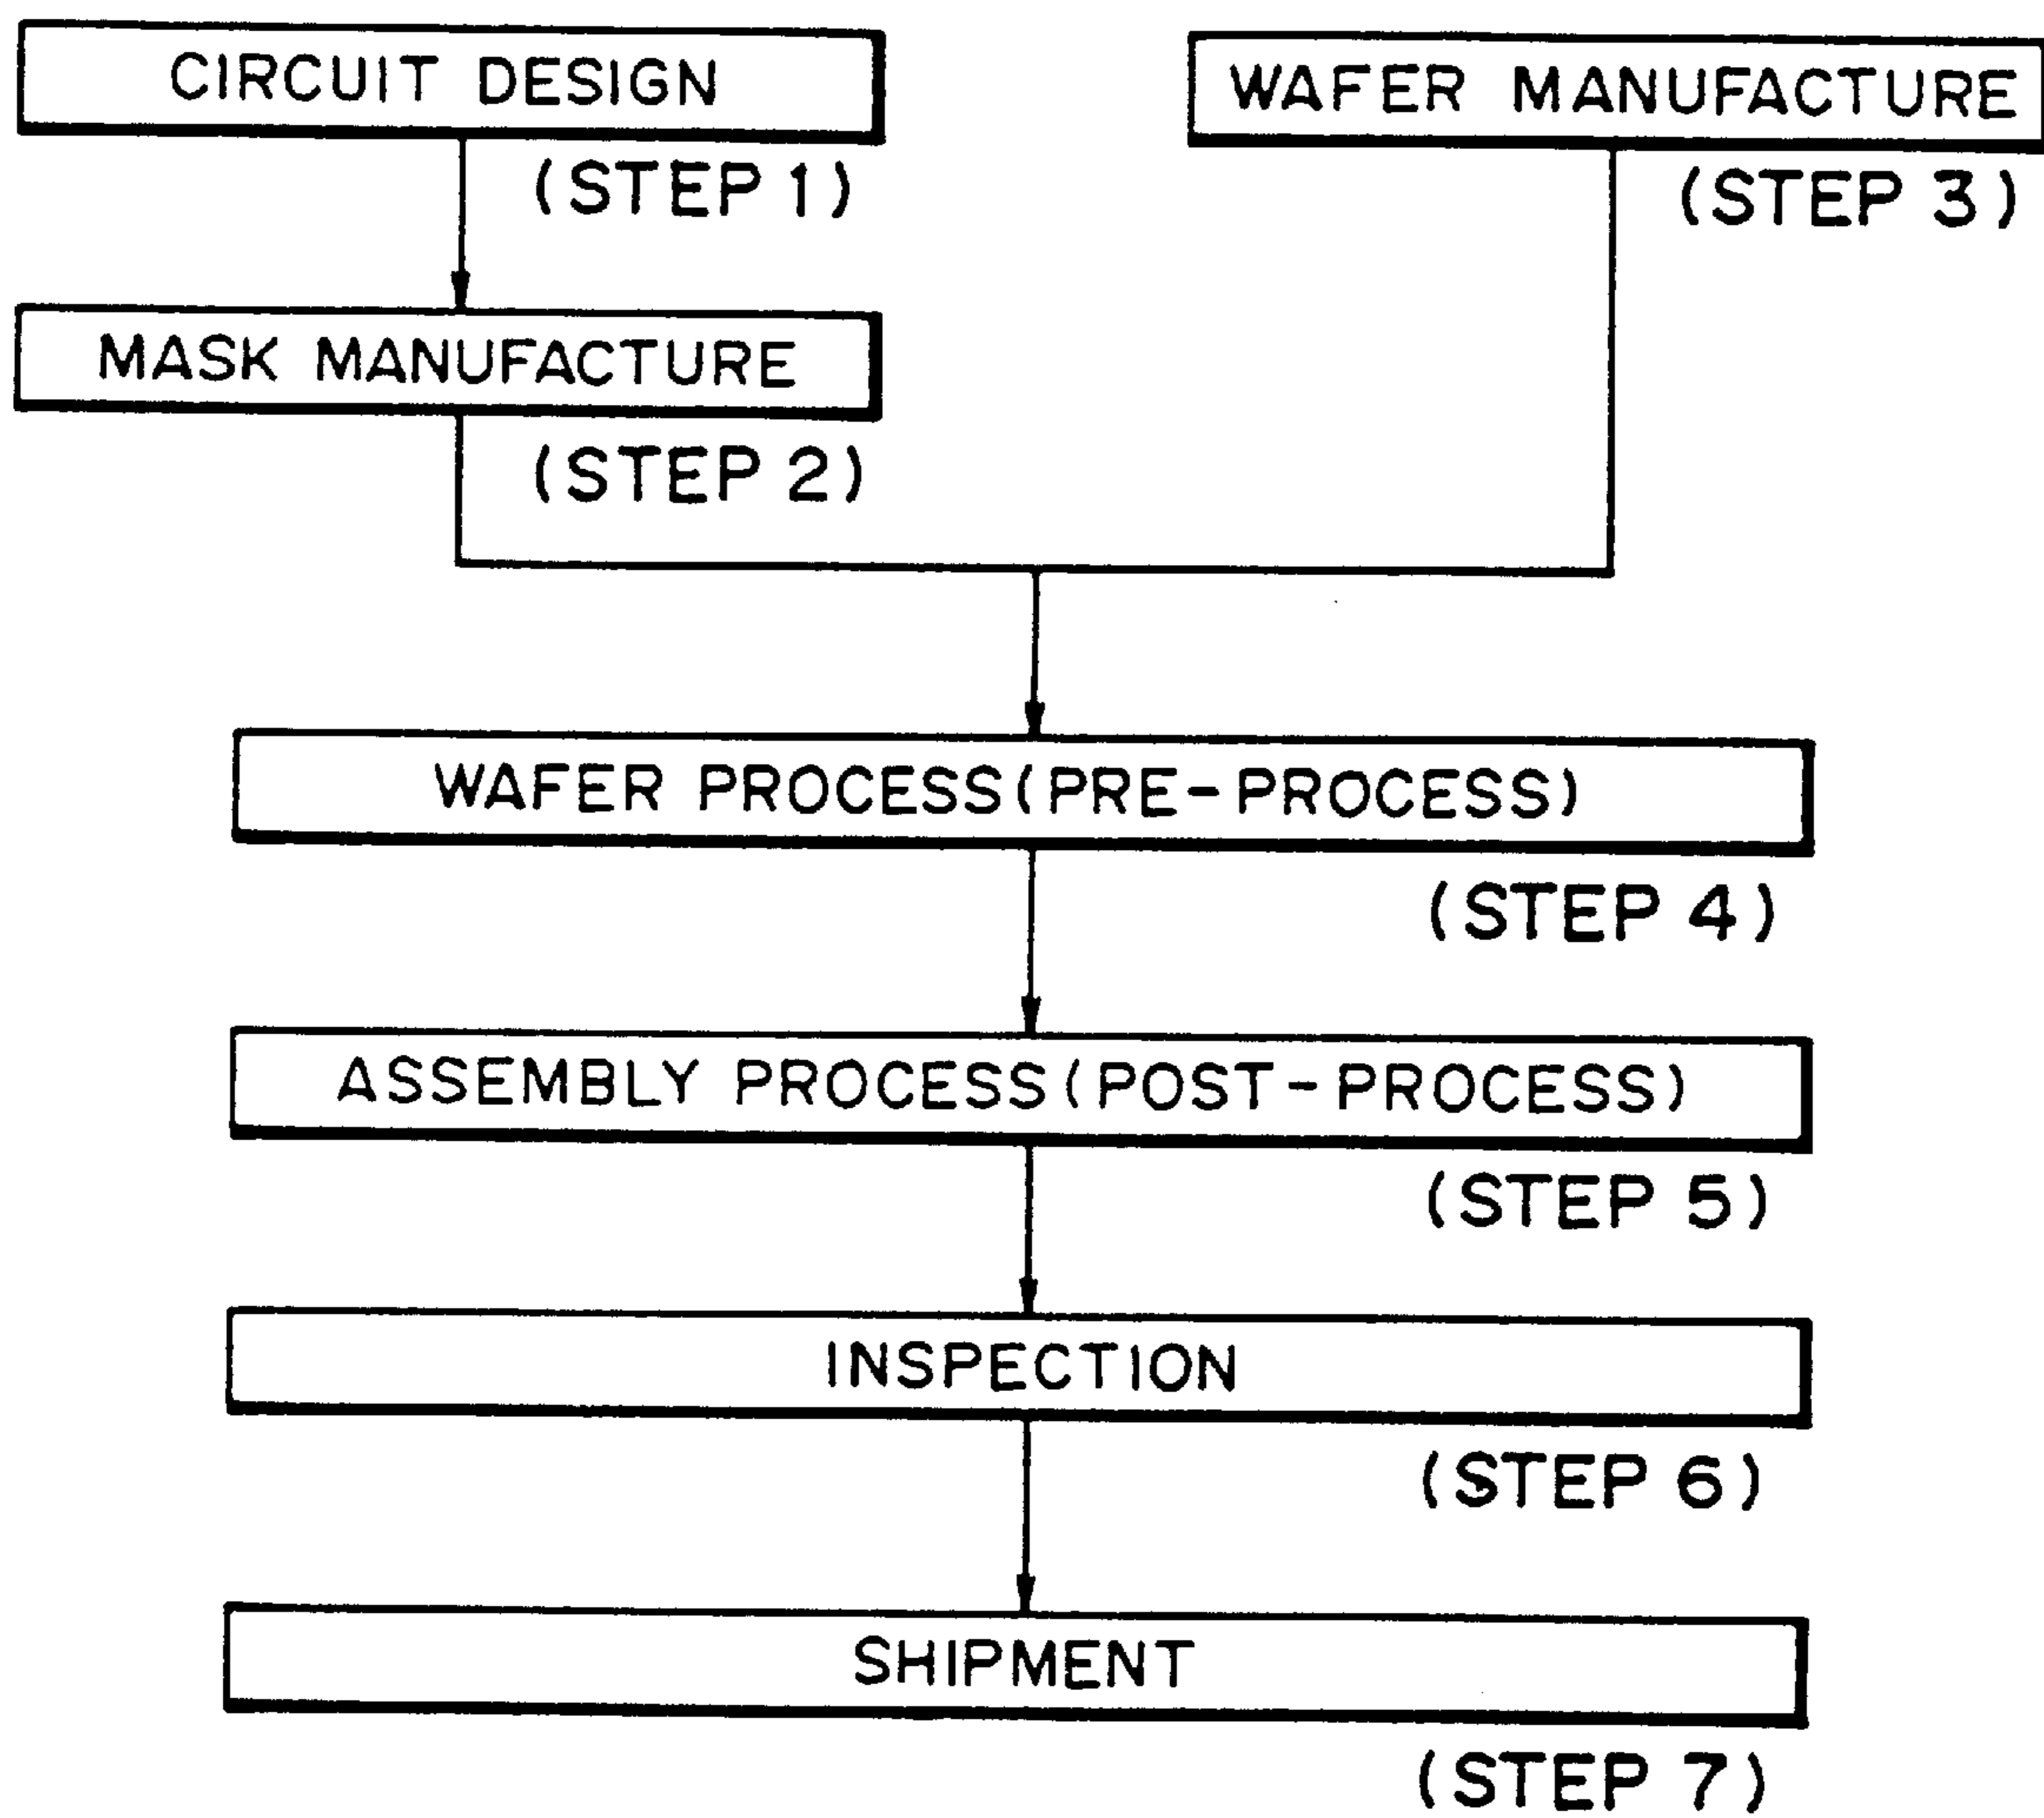 CIRCUIT DESIGN
(STEP 1)
WAFER MANUFACTURE
(STEP 3)
MASK MANUFACTURE
(STEP 2)
WAFER PROCESS(PRE-PROCESS)
(STEP 4)
ASSEMBLY PROCESS(POST-PROCESS)
(STEP 5)
INSPECTION
(STEP 6)
SHIPMENT
(STEP 7)